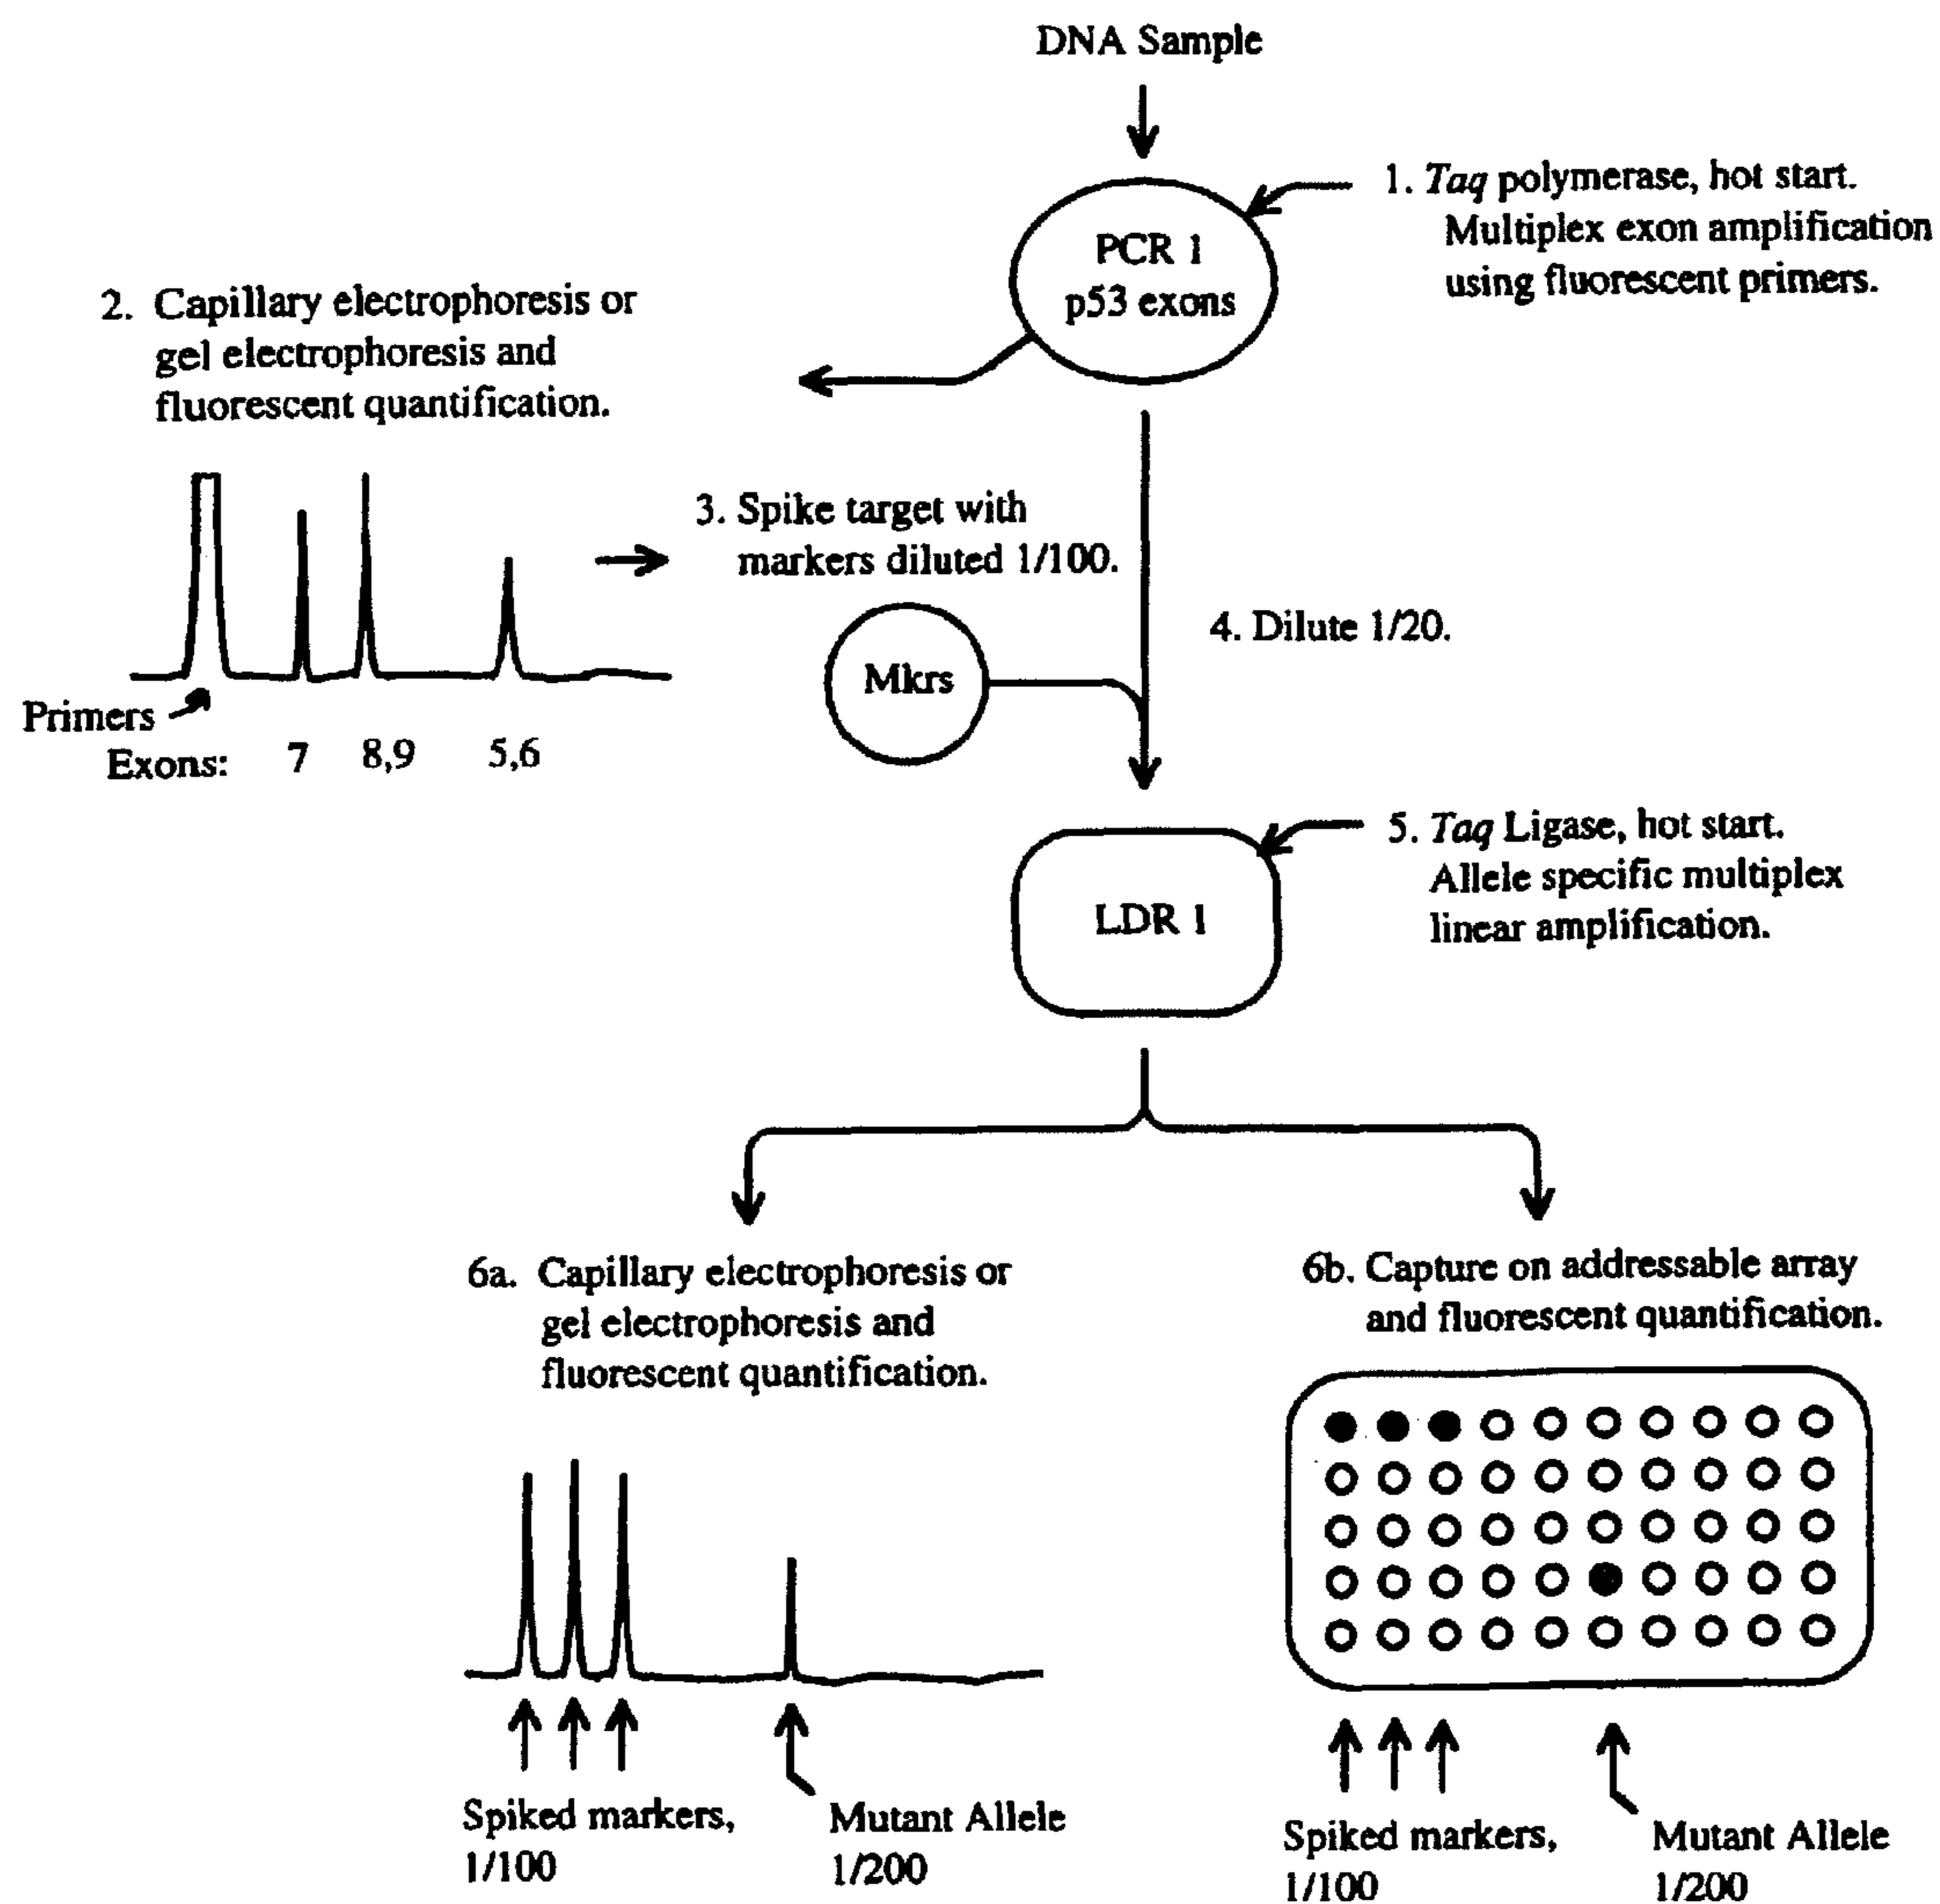 DNA Sample
1. Taq polymerase, hot start.
Multiplex exon amplification
using fluorescent primers.
PCR 1
p53 exons
2. Capillary electrophoresis or
gel electrophoresis and
fluorescent quantification.
Primers
Exons: 7 8,9 5,6
3. Spike target with
markers diluted 1/100.
Mkrs
4. Dilute 1/20.
5. Taq Ligase, hot start.
Allele specific multiplex
linear amplification.
LDR 1
6a. Capillary electrophoresis or
gel electrophoresis and
fluorescent quantification.
Spiked markers,
1/100
Mutant Allele
1/200
6b. Capture on addressable array
and fluorescent quantification.
Spiked markers,
1/100
Mutant Allele
1/200